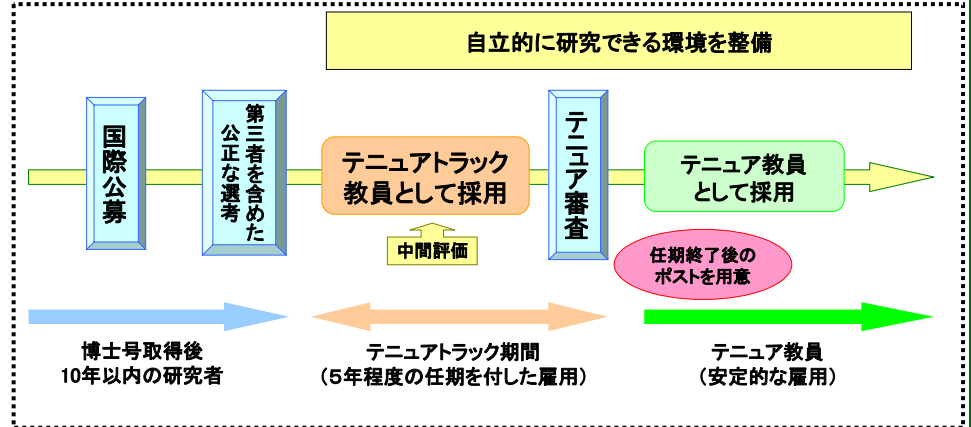 自立的に研究できる環境を整備
国際公募
第三者を含めた
公正な選考
テニュアトラック
教員として採用
中間評価
テニュア審査
テニュア教員
として採用
任期終了後の
ポストを用意
博士号取得後
10年以内の研究者
テニュアトラック期間
（５年程度の任期を付した雇用）
テニュア教員
（安定的な雇用）